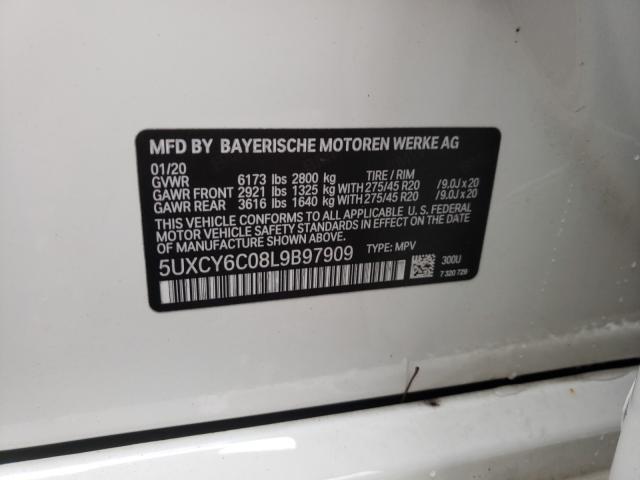 MFD BY BAYERISCHE MOTOREN WERKE AG
01/20
GVWR 6173 lbs 2800 kg TIRE / RIM
GAWR FRONT 2921 lbs 1325 kg WITH 275/45 R20 / 9.0J x 20
GAWR REAR 3616 lbs 1640 kg WITH 275/45 R20 / 9.0J x 20
THIS VEHICLE CONFORMS TO ALL APPLICABLE U. S. FEDERAL
MOTOR VEHICLE SAFETY STANDARDS IN EFFECT ON THE DATE
OF MANUFACTURE SHOWN ABOVE.
5UXCY6C08L9B97909 TYPE: MPV
300U
7 320 729